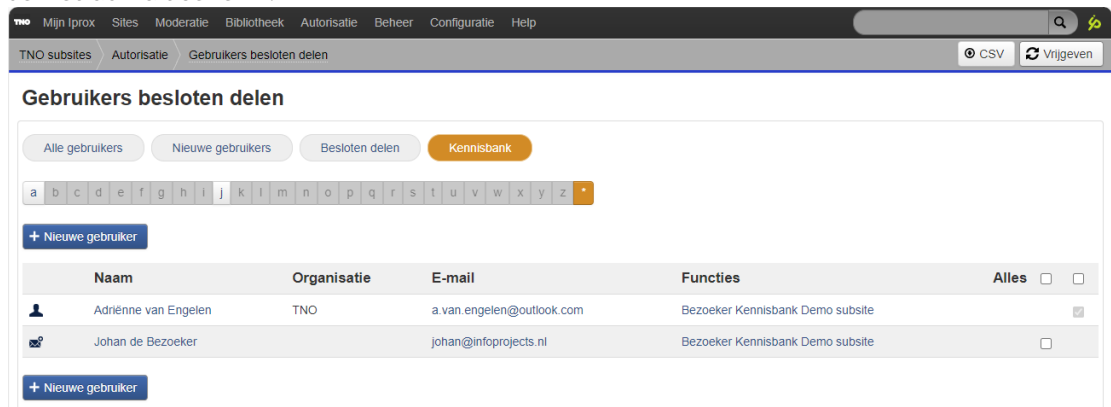 TNO Mijn Iprox Sites Moderatie Bibliotheek Autorisatie Beheer Configuratie Help
TNO subsites Autorisatie Gebruikers besloten delen CSV Vrijgeven
Gebruikers besloten delen
Alle gebruikers Nieuwe gebruikers Besloten delen Kennisbank
a b c d e f g h i j k l m n o p q r s t u v w x y z *
+ Nieuwe gebruiker
Naam Organisatie E-mail Functies Alles
Adriënne van Engelen TNO a.van.engelen@outlook.com Bezoeker Kennisbank Demo subsite
Johan de Bezoeker johan@infoprojects.nl Bezoeker Kennisbank Demo subsite
+ Nieuwe gebruiker